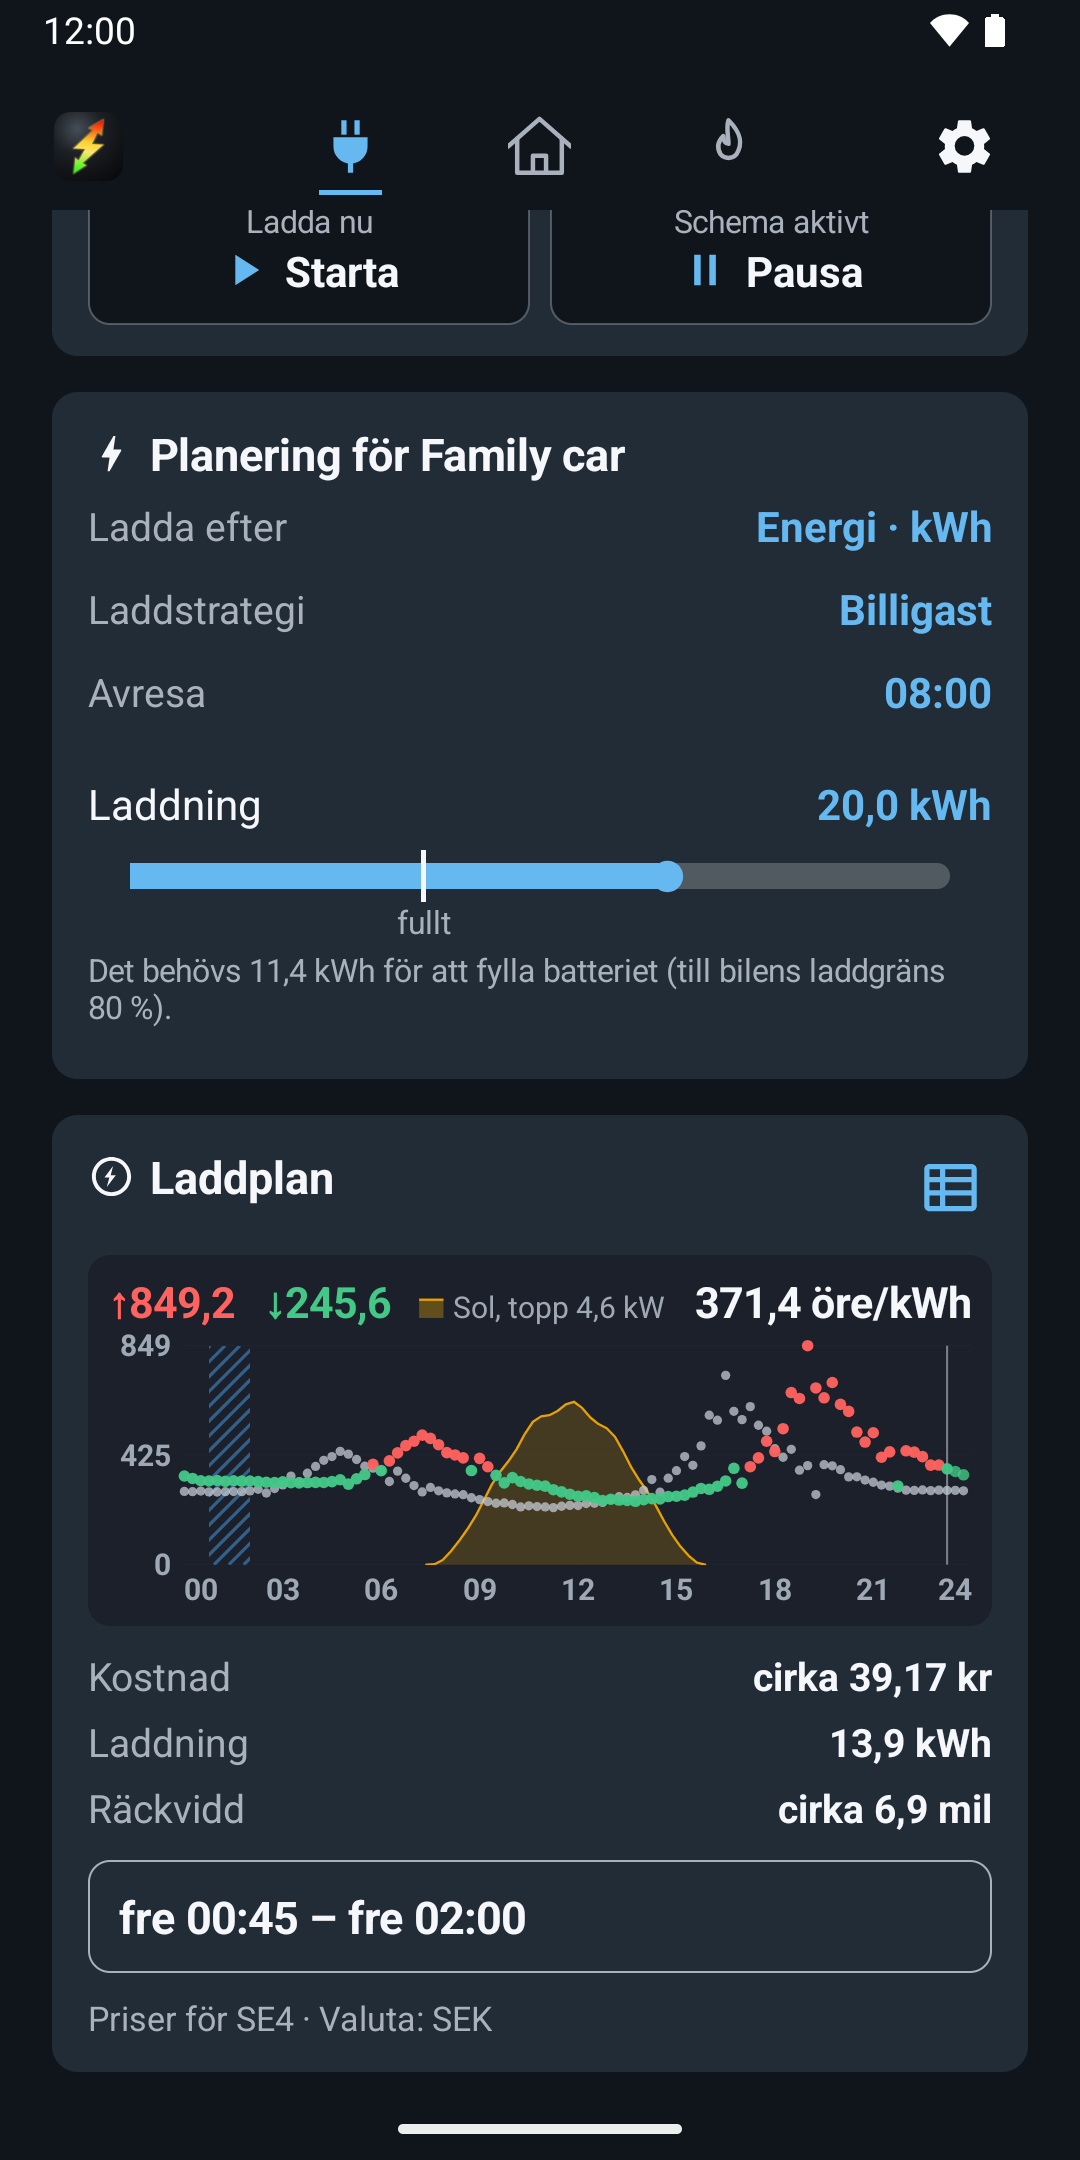 12:00
Ladda nu
Starta
Schema aktivt
Pausa
Planering för Family car
Ladda efter
Energi · kWh
Laddstrategi
Billigast
Avresa
08:00
Laddning
20,0 kWh
fullt
Det behövs 11,4 kWh för att fylla batteriet (till bilens laddgräns
80 %).
Laddplan
↑849,2
↓245,6
Sol, topp 4,6 kW
371,4 öre/kWh
849
425
0
00 03 06 09 12 15 18 21 24
Kostnad
cirka 39,17 kr
Laddning
13,9 kWh
Räckvidd
cirka 6,9 mil
fre 00:45 – fre 02:00
Priser för SE4 · Valuta: SEK